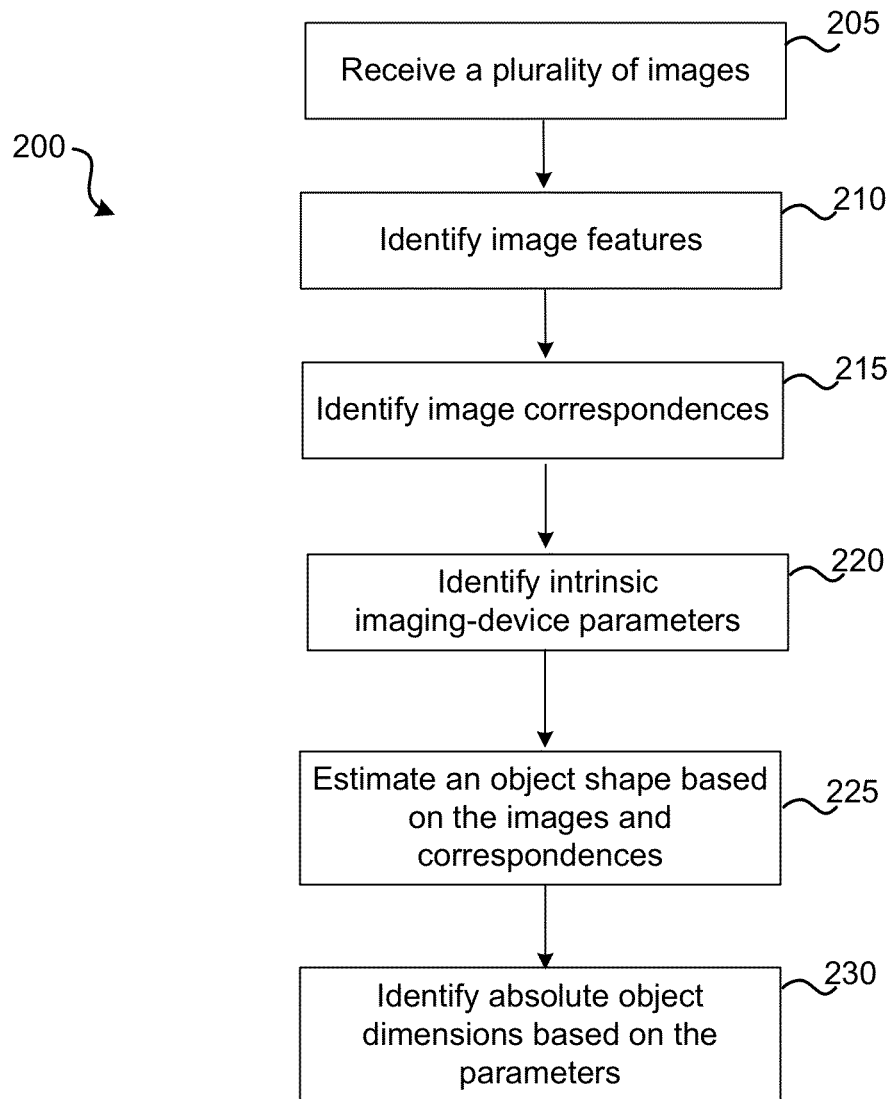 205
Receive a plurality of images
200
210
Identify image features
215
Identify image correspondences
220
Identify intrinsic
imaging-device parameters
225
Estimate an object shape based
on the images and
correspondences
230
Identify absolute object
dimensions based on the
parameters